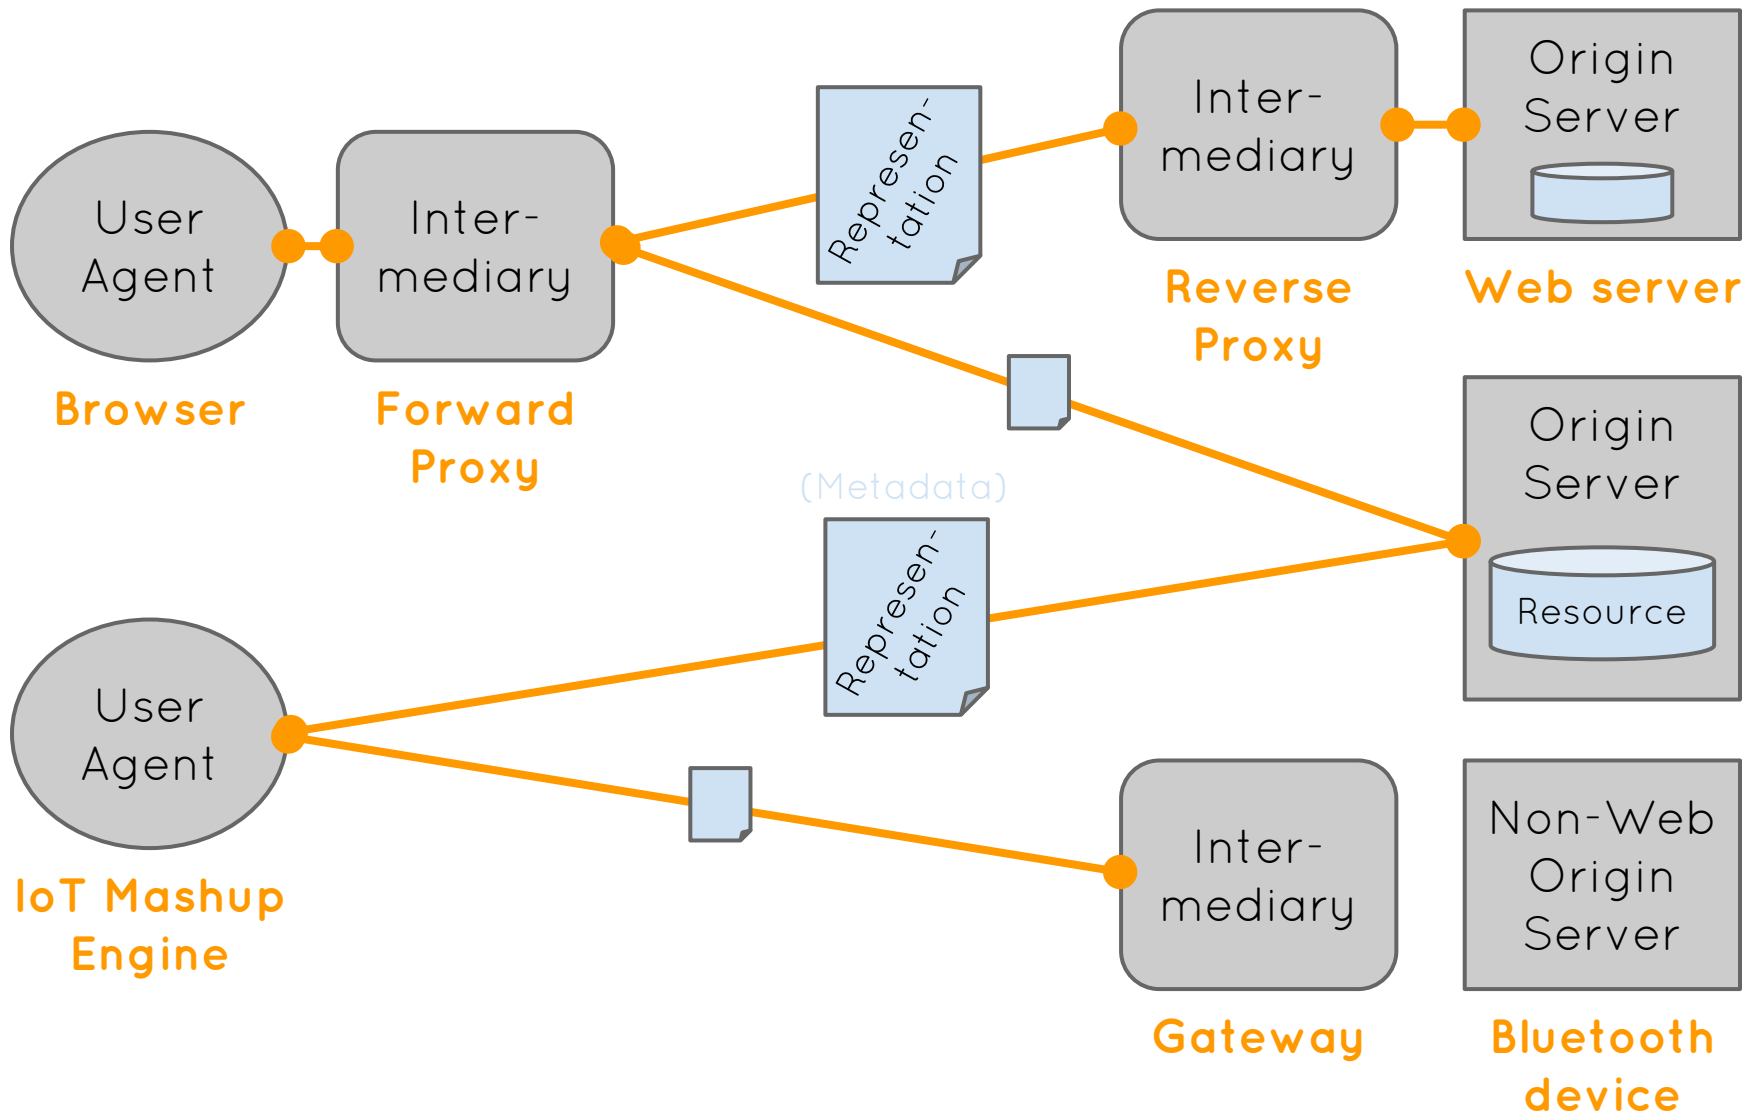 User
Agent
Browser
Inter-
mediary
Forward
Proxy
Represen-
tation
Inter-
mediary
Reverse
Proxy
Origin
Server
Web server
Origin
Server
Resource
(Metadata)
Represen-
tation
User
Agent
IoT Mashup
Engine
Inter-
mediary
Gateway
Non-Web
Origin
Server
Bluetooth
device